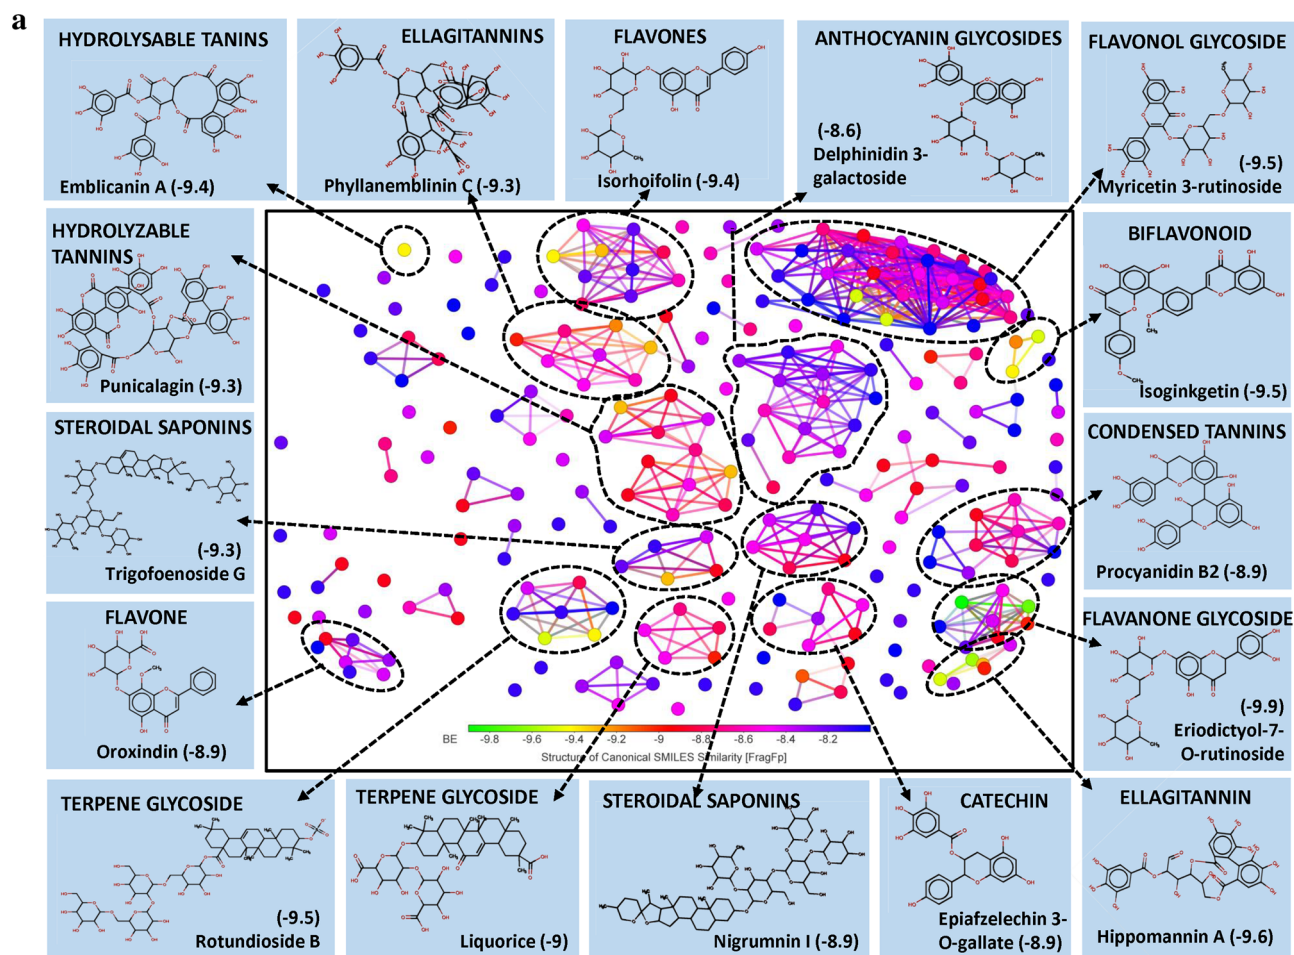 a
HYDROLYSABLE TANINS
Emblicanin A (-9.4)
ELLAGITANNINS
Phyllanemblinin C (-9.3)
FLAVONES
Isorhoifolin (-9.4)
ANTHOCYANIN GLYCOSIDES
(-8.6)
Delphinidin 3-
galactoside
FLAVONOL GLYCOSIDE
(-9.5)
Myricetin 3-rutinoside
HYDROLYZABLE
TANNINS
Punicalagin (-9.3)
BIFLAVONOID
Isoginkgetin (-9.5)
STEROIDAL SAPONINS
(-9.3)
Trigofoenoside G
CONDENSED TANNINS
Procyanidin B2 (-8.9)
FLAVONE
Oroxindin (-8.9)
FLAVANONE GLYCOSIDE
(-9.9)
Eriodictyol-7-
O-rutinoside
BE -9.8 -9.6 -9.4 -9.2 -9 -8.8 -8.6 -8.4 -8.2
Structure of Canonical SMILES Similarity [FragFp]
TERPENE GLYCOSIDE
(-9.5)
Rotundioside B
TERPENE GLYCOSIDE
Liquorice (-9)
STEROIDAL SAPONINS
Nigrumnin I (-8.9)
CATECHIN
Epiafzelechin 3-
O-gallate (-8.9)
ELLAGITANNIN
Hippomannin A (-9.6)